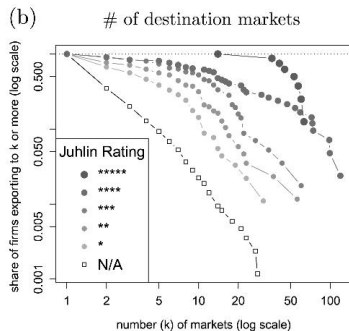 (b) # of destination markets
share of firms exporting to k or more (log scale)
0.500
0.050
0.005
0.001
Juhlin Rating
*****
****
***
**
*
N/A
1 2 5 10 20 50 100
number (k) of markets (log scale)